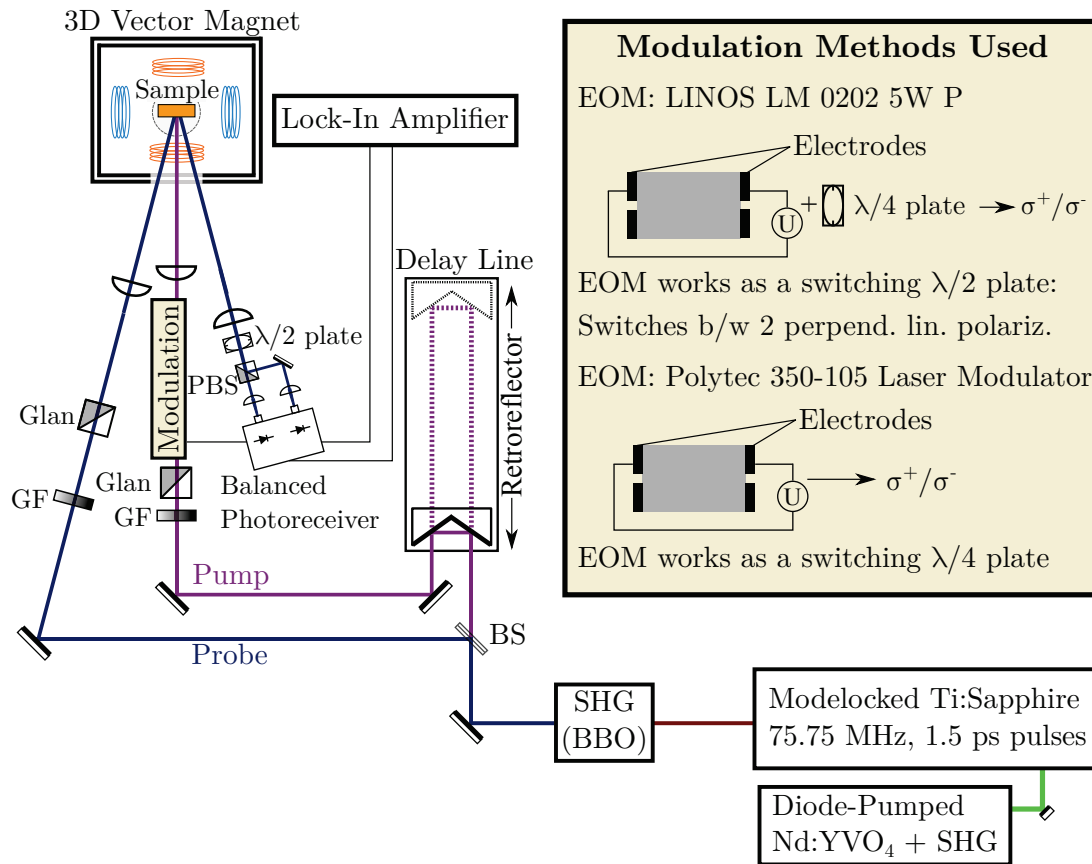 3D Vector Magnet
Sample
Lock-In Amplifier
Delay Line
Retroreflector
λ/2 plate
PBS
Modulation
Glan
Glan
GF
GF
Balanced
Photoreceiver
Pump
Probe
BS
SHG
(BBO)
Modelocked Ti:Sapphire
75.75 MHz, 1.5 ps pulses
Diode-Pumped
Nd:YVO₄ + SHG
Modulation Methods Used
EOM: LINOS LM 0202 5W P
Electrodes
U
+ λ/4 plate σ⁺/σ⁻
EOM works as a switching λ/2 plate:
Switches b/w 2 perpend. lin. polariz.
EOM: Polytec 350-105 Laser Modulator
Electrodes
U
σ⁺/σ⁻
EOM works as a switching λ/4 plate